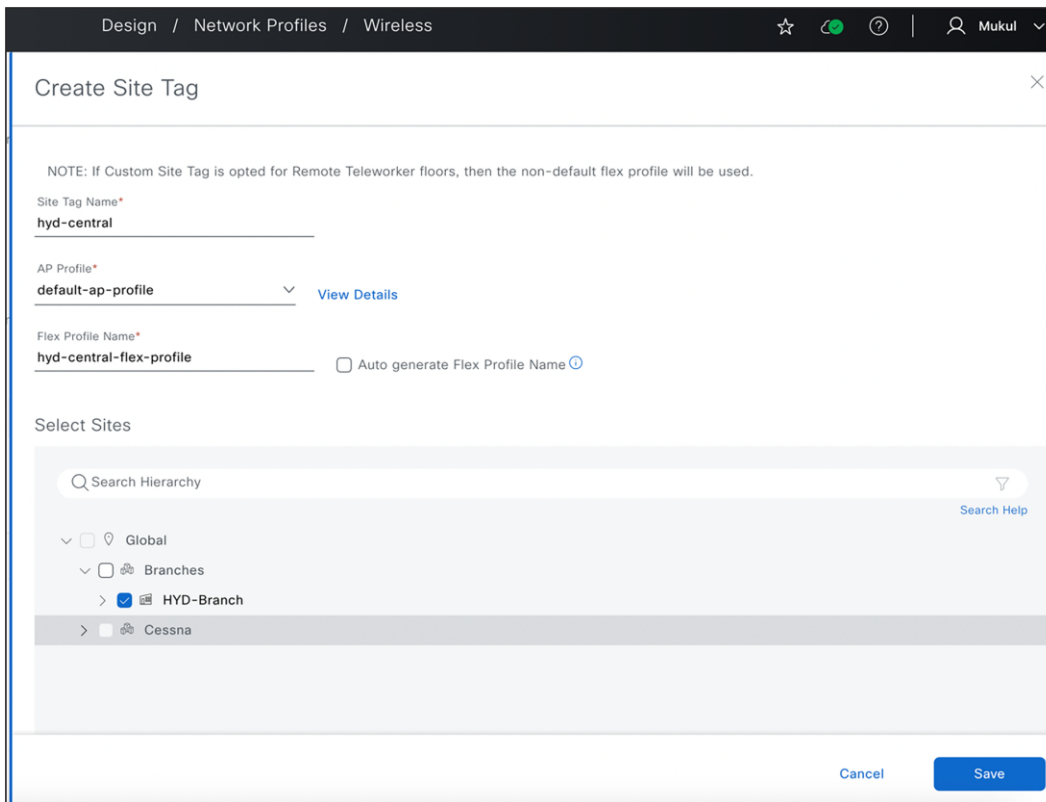 Design / Network Profiles / Wireless
Mukul
Create Site Tag
NOTE: If Custom Site Tag is opted for Remote Teleworker floors, then the non-default flex profile will be used.
Site Tag Name*
hyd-central
AP Profile*
default-ap-profile
View Details
Flex Profile Name*
hyd-central-flex-profile
Auto generate Flex Profile Name
Select Sites
Search Hierarchy
Search Help
Global
Branches
HYD-Branch
Cessna
Cancel
Save